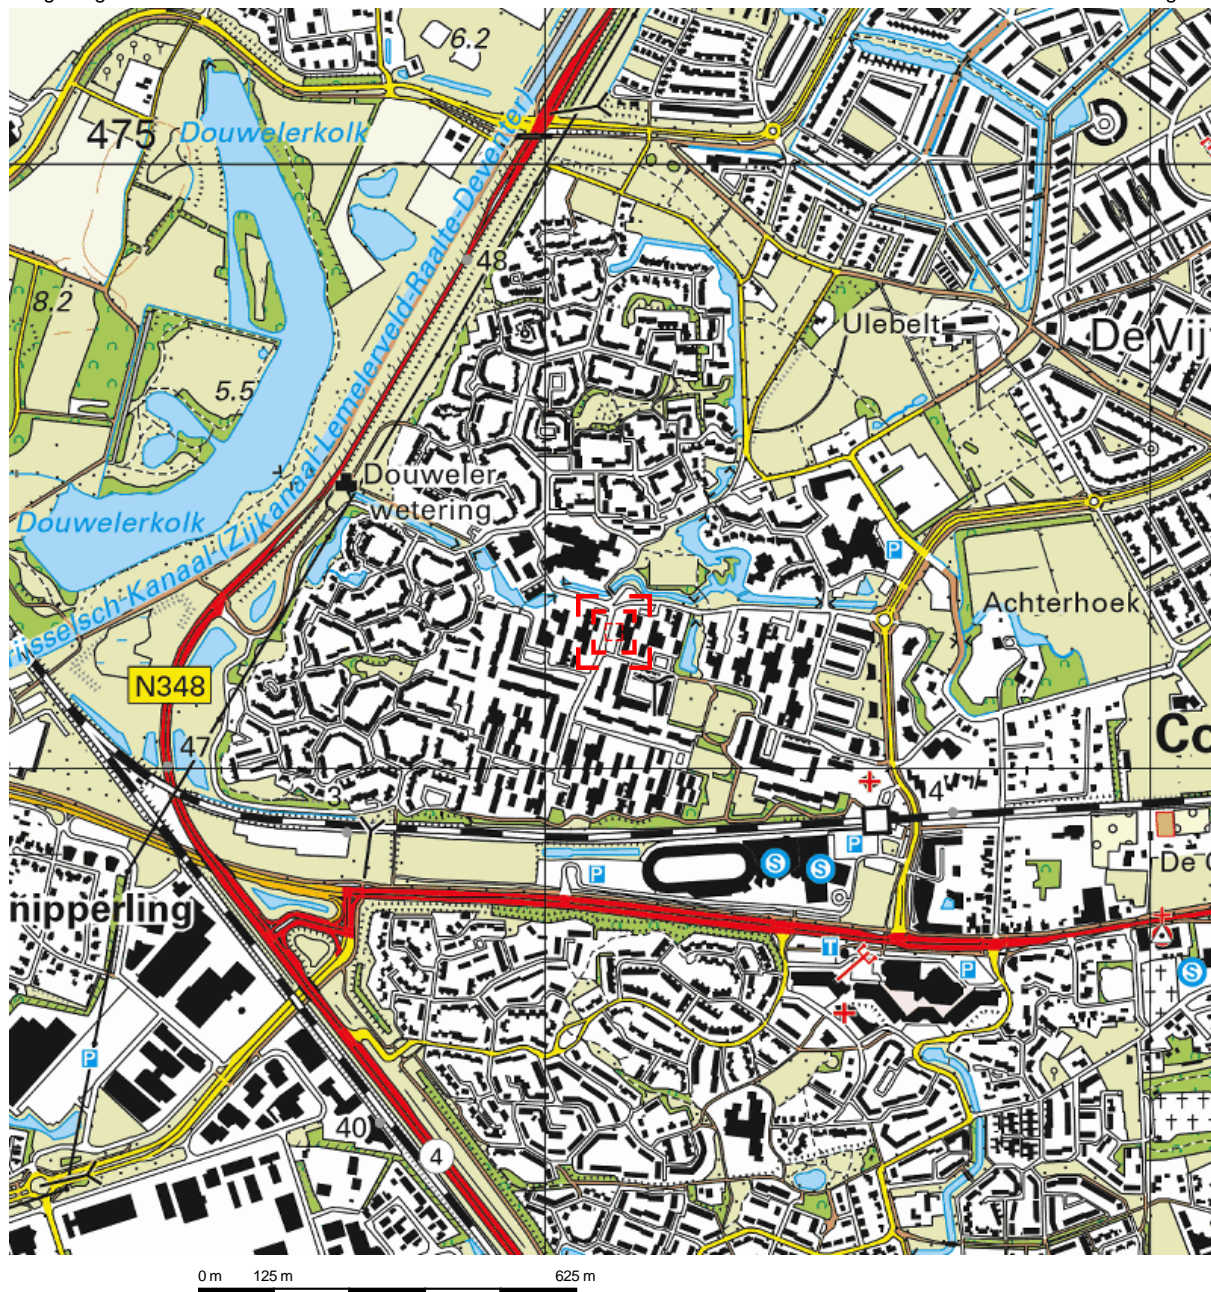 6.2
475
Douwelerkolk
48
8.2
Ulebelt
De Vij
5.5
Douweler
wetering
Douwelerkolk
P
ijsselsch-Kanaal (Zijkanaal-Lemelerveld-Raalte-Deventer)
Achterhoek
N348
Co
47
3
4
P
S
S
P
De
nipperling
T
P
S
P
40
4
0 m 125 m 625 m